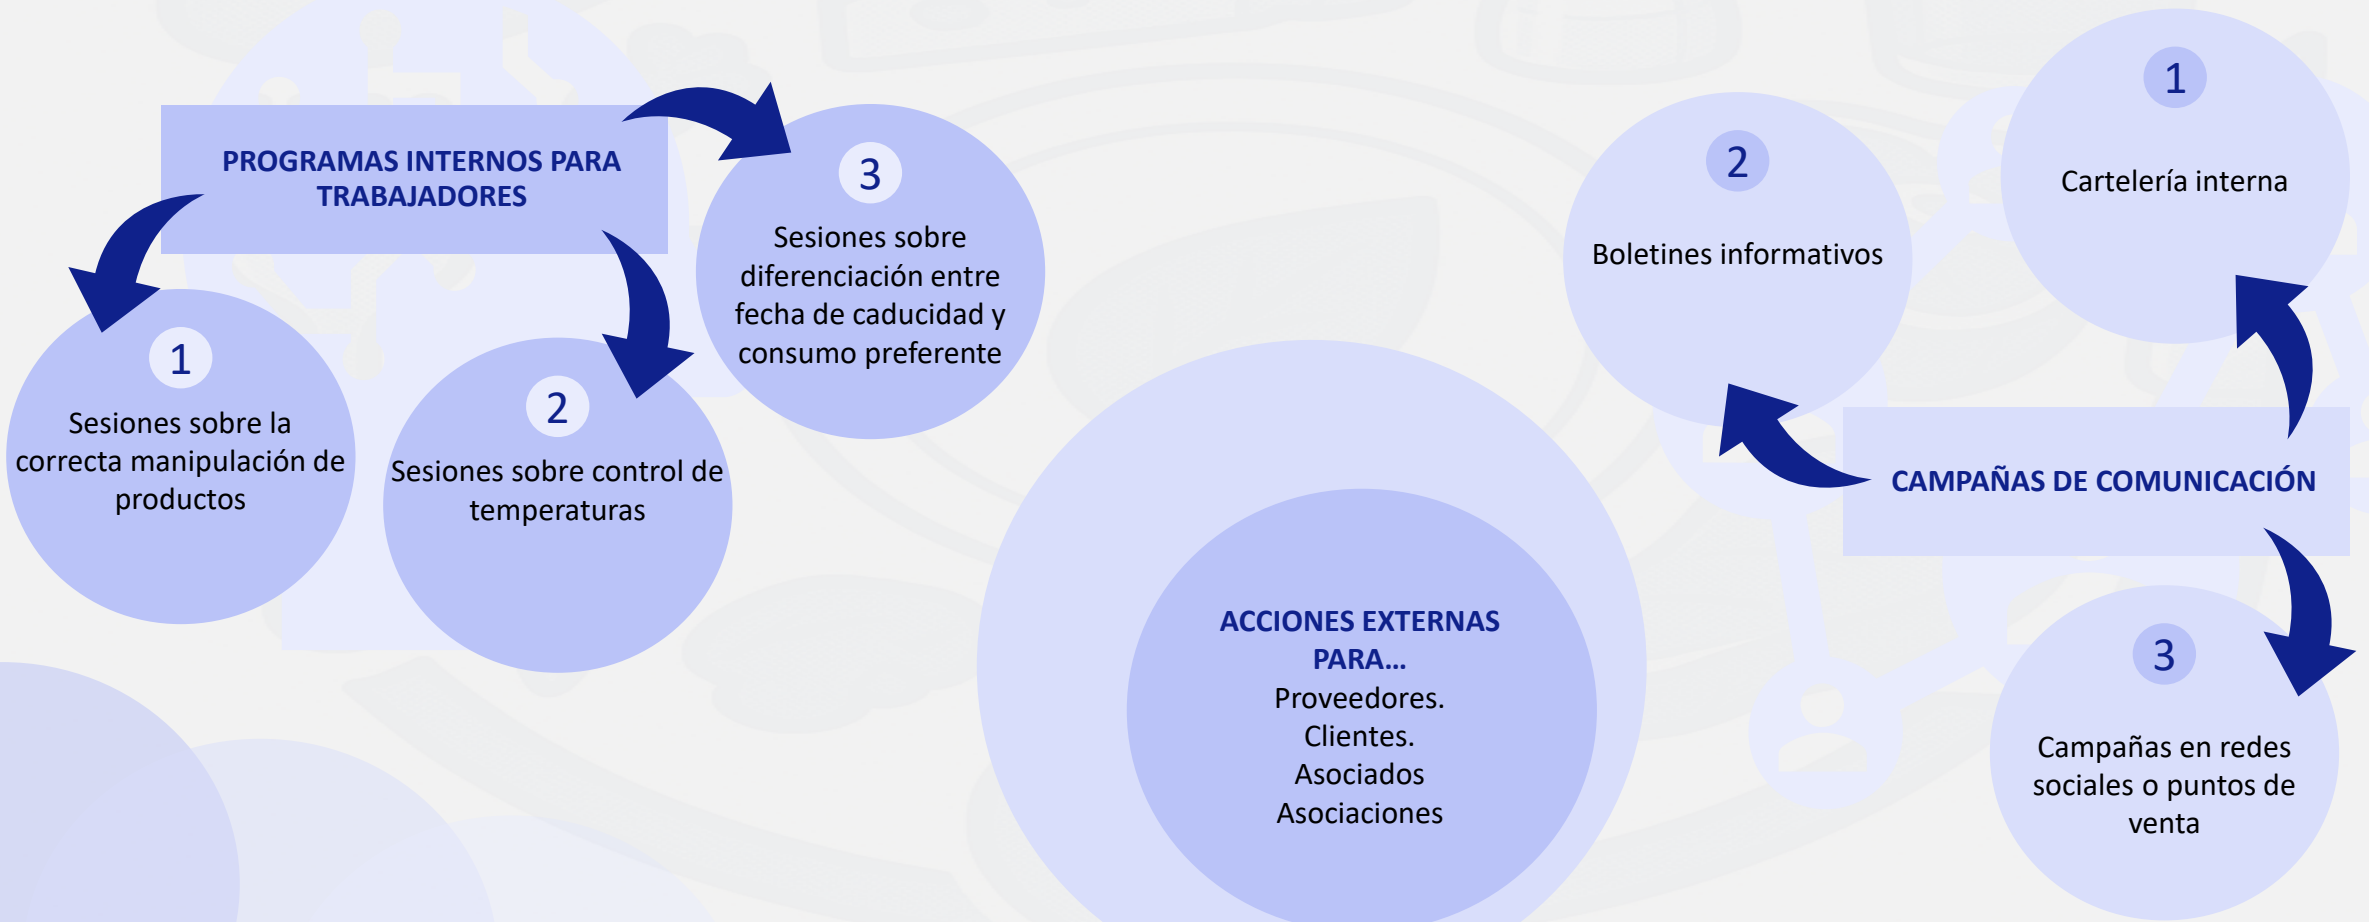 PROGRAMAS INTERNOS PARA
TRABAJADORES
1
Sesiones sobre la
correcta manipulación de
productos
2
Sesiones sobre control de
temperaturas
3
Sesiones sobre
diferenciación entre
fecha de caducidad y
consumo preferente
ACCIONES EXTERNAS
PARA...
Proveedores.
Clientes.
Asociados
Asociaciones
CAMPAÑAS DE COMUNICACIÓN
1
Cartelería interna
2
Boletines informativos
3
Campañas en redes
sociales o puntos de
venta